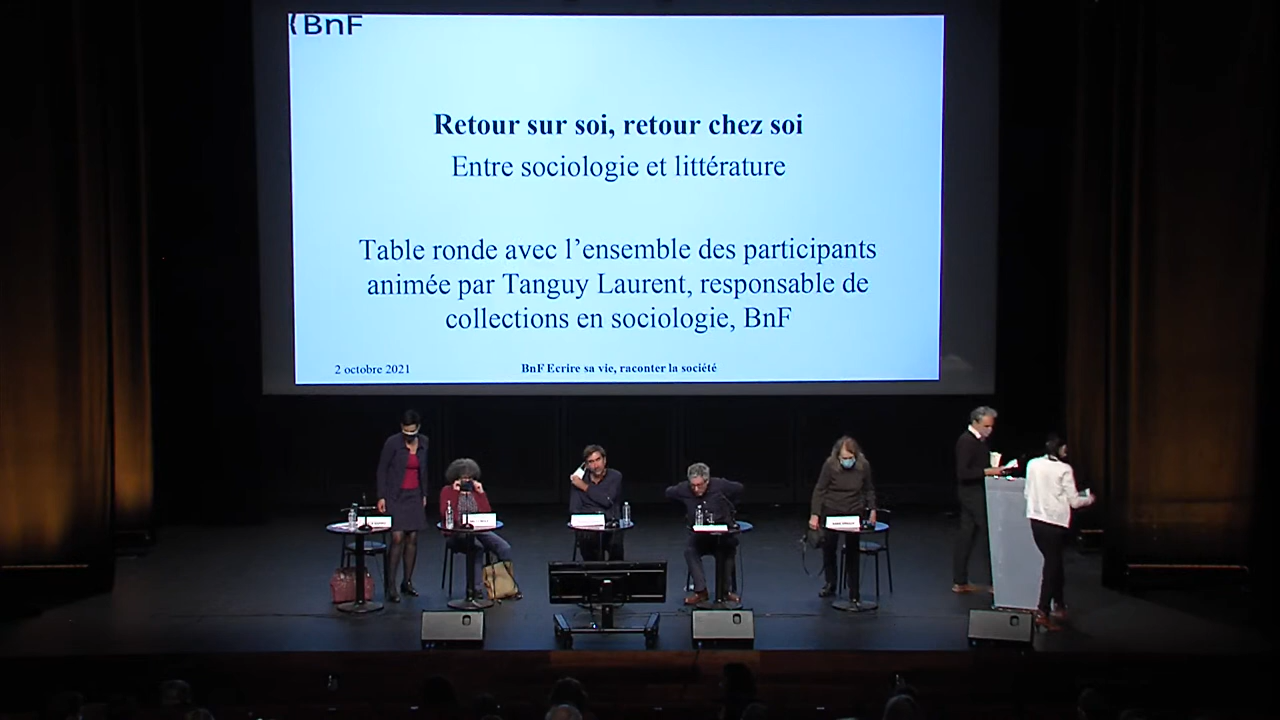 BnF
Retour sur soi, retour chez soi
Entre sociologie et littérature
Table ronde avec l’ensemble des participants
animée par Tanguy Laurent, responsable de
collections en sociologie, BnF
2 octobre 2021
BnF Ecrire sa vie, raconter la société